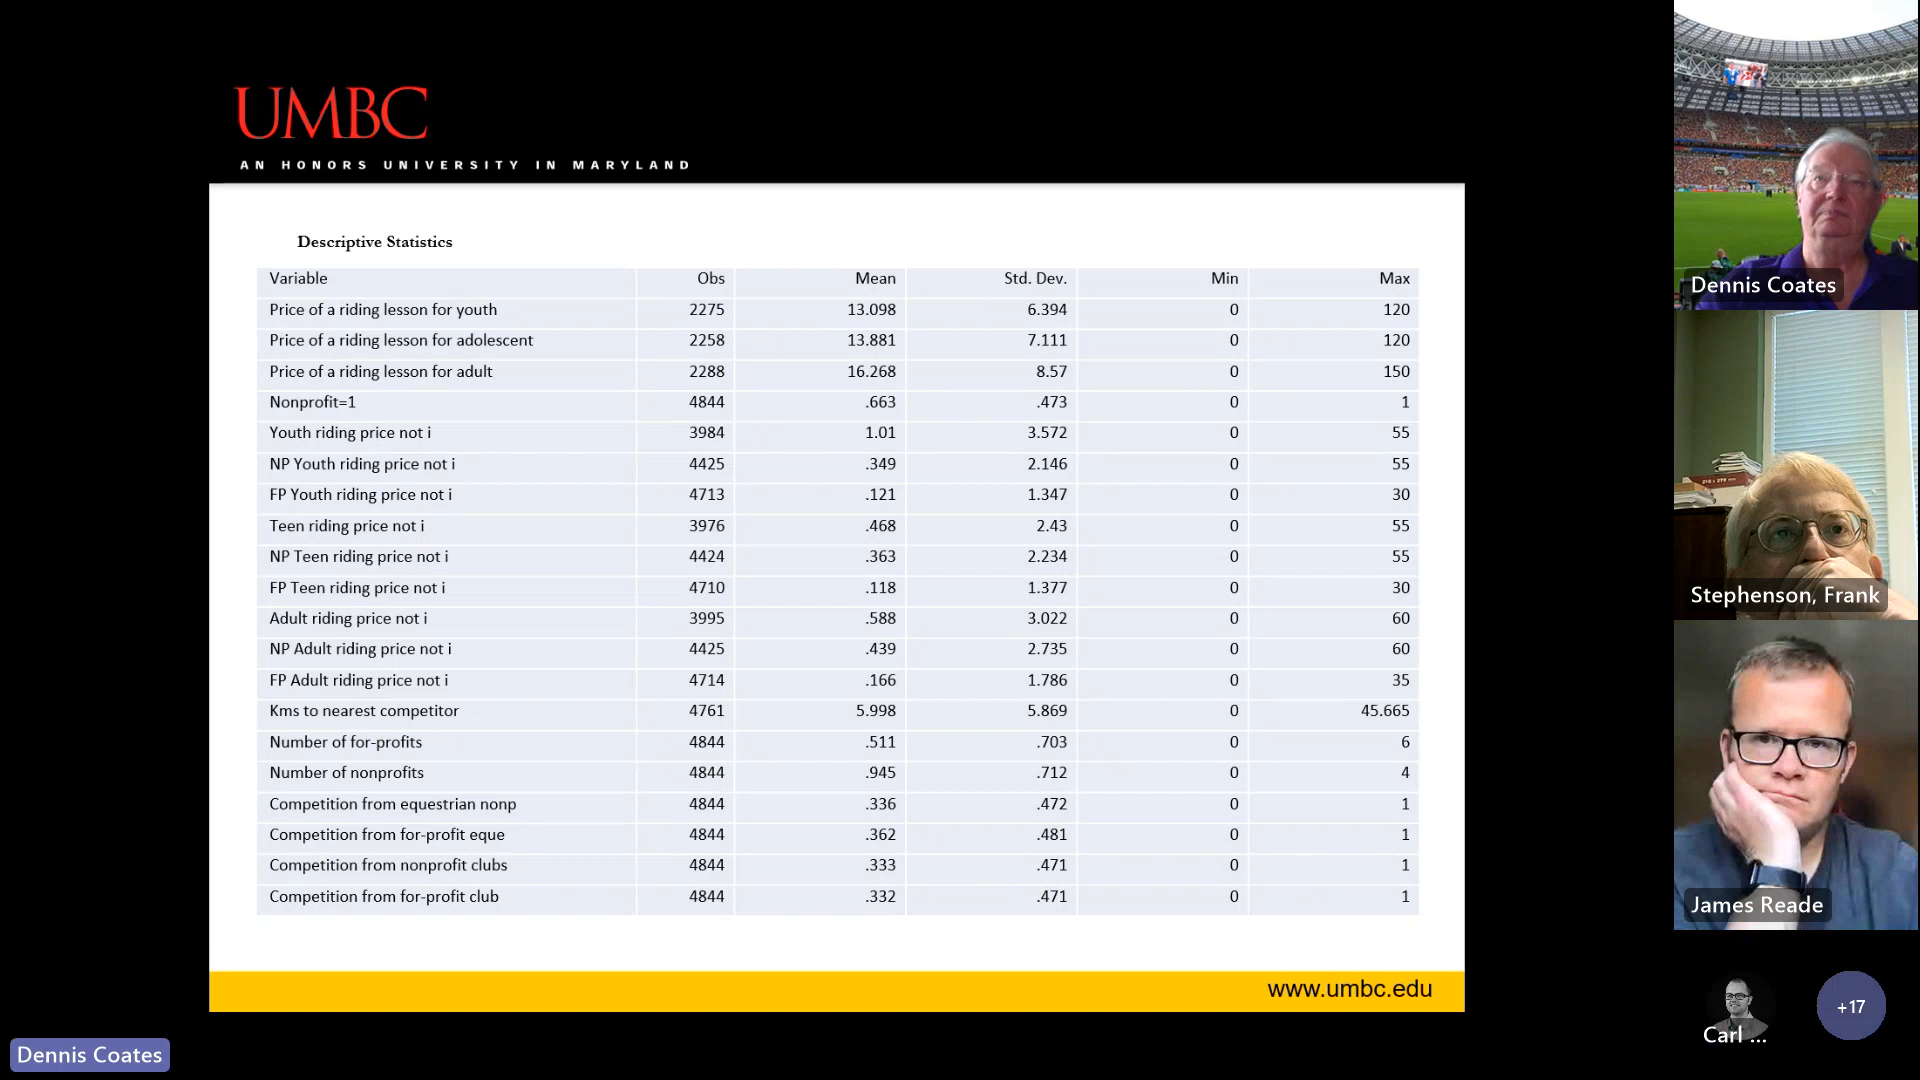 UMBC
AN HONORS UNIVERSITY IN MARYLAND
Descriptive Statistics
Variable Obs Mean Std. Dev. Min Max
Price of a riding lesson for youth 2275 13.098 6.394 0 120
Price of a riding lesson for adolescent 2258 13.881 7.111 0 120
Price of a riding lesson for adult 2288 16.268 8.57 0 150
Nonprofit=1 4844 .663 .473 0 1
Youth riding price not i 3984 1.01 3.572 0 55
NP Youth riding price not i 4425 .349 2.146 0 55
FP Youth riding price not i 4713 .121 1.347 0 30
Teen riding price not i 3976 .468 2.43 0 55
NP Teen riding price not i 4424 .363 2.234 0 55
FP Teen riding price not i 4710 .118 1.377 0 30
Adult riding price not i 3995 .588 3.022 0 60
NP Adult riding price not i 4425 .439 2.735 0 60
FP Adult riding price not i 4714 .166 1.786 0 35
Kms to nearest competitor 4761 5.998 5.869 0 45.665
Number of for-profits 4844 .511 .703 0 6
Number of nonprofits 4844 .945 .712 0 4
Competition from equestrian nonp 4844 .336 .472 0 1
Competition from for-profit eque 4844 .362 .481 0 1
Competition from nonprofit clubs 4844 .333 .471 0 1
Competition from for-profit club 4844 .332 .471 0 1
www.umbc.edu
Dennis Coates
Dennis Coates
Stephenson, Frank
James Reade
Carl ...
+17